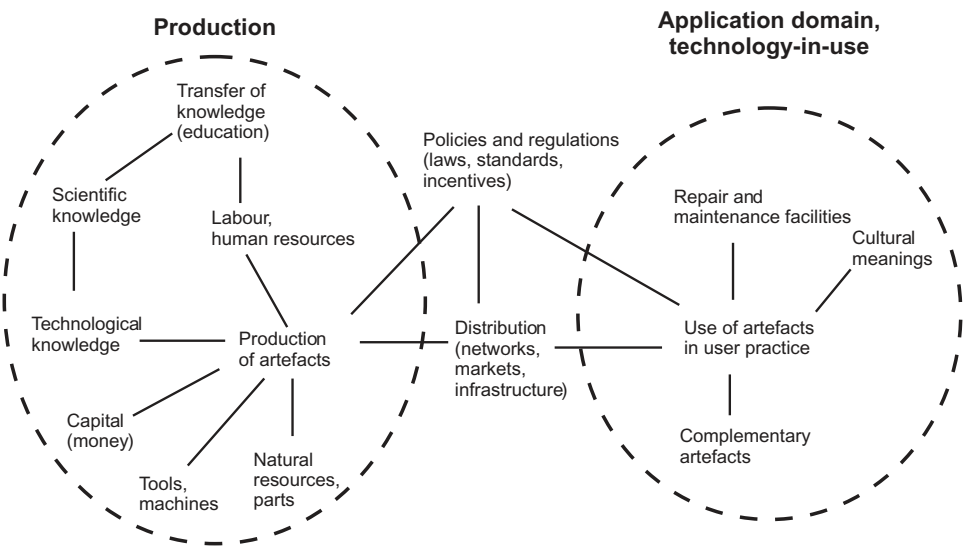 Production
Application domain,
technology-in-use
Transfer of
knowledge
(education)
Policies and regulations
(laws, standards,
incentives)
Scientific
knowledge
Labour,
human resources
Repair and
maintenance facilities
Cultural
meanings
Technological
knowledge
Production
of artefacts
Distribution
(networks,
markets,
infrastructure)
Use of artefacts
in user practice
Capital
(money)
Tools,
machines
Natural
resources,
parts
Complementary
artefacts